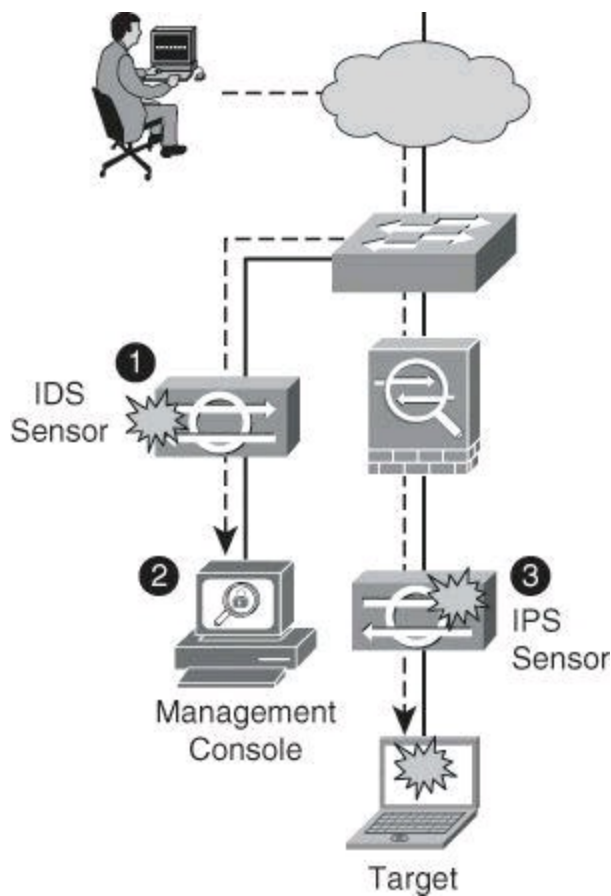 1
IDS
Sensor
2
Management
Console
3
IPS
Sensor
Target